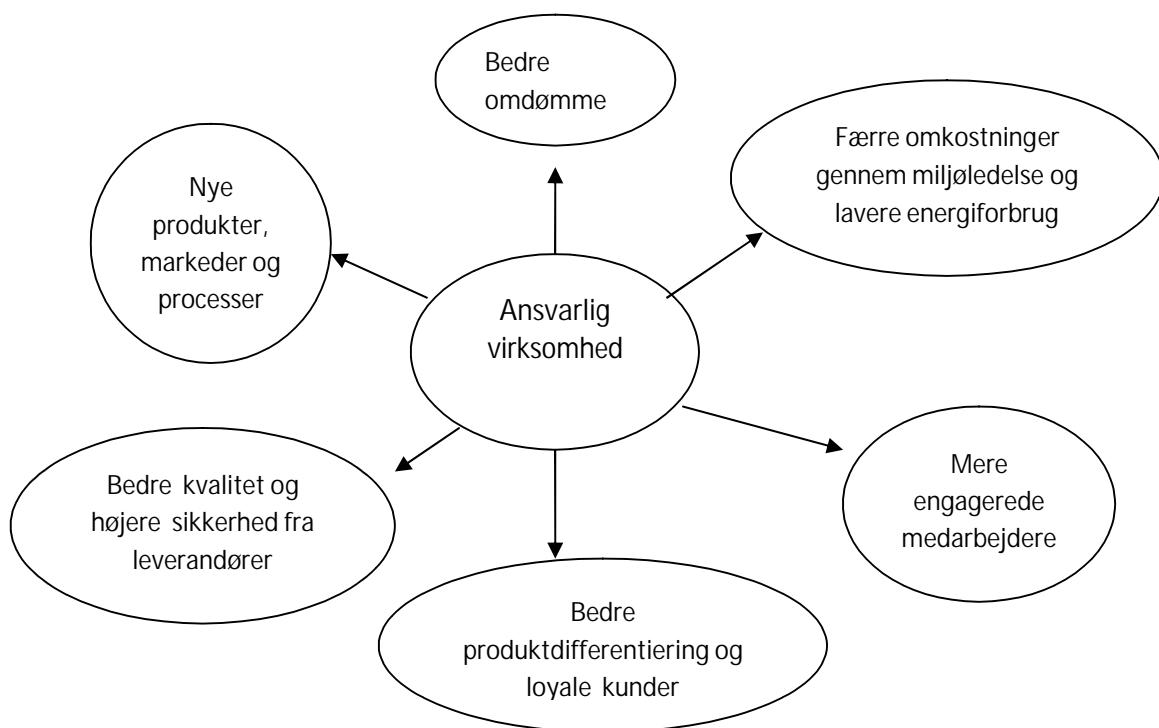 Bedre
omdømme
Færre omkostninger
gennem miljøledelse og
lavere energiforbrug
Nye
produkter,
markeder og
processer
Ansvarlig
virksomhed
Mere
engagerede
medarbejdere
Bedre kvalitet og
højere sikkerhed fra
leverandører
Bedre
produktdifferentiering og
loyale kunder